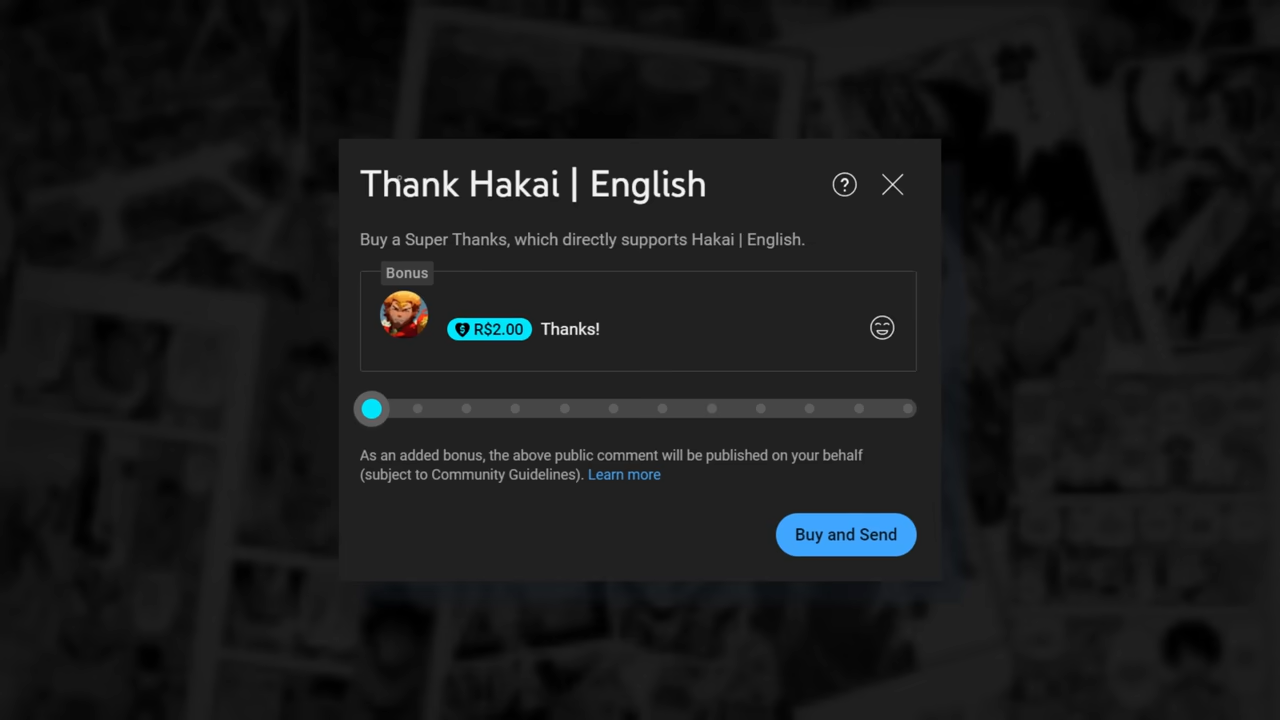 Thank Hakai | English
Buy a Super Thanks, which directly supports Hakai | English.
Bonus
R$2.00 Thanks!
As an added bonus, the above public comment will be published on your behalf
(subject to Community Guidelines). Learn more
Buy and Send